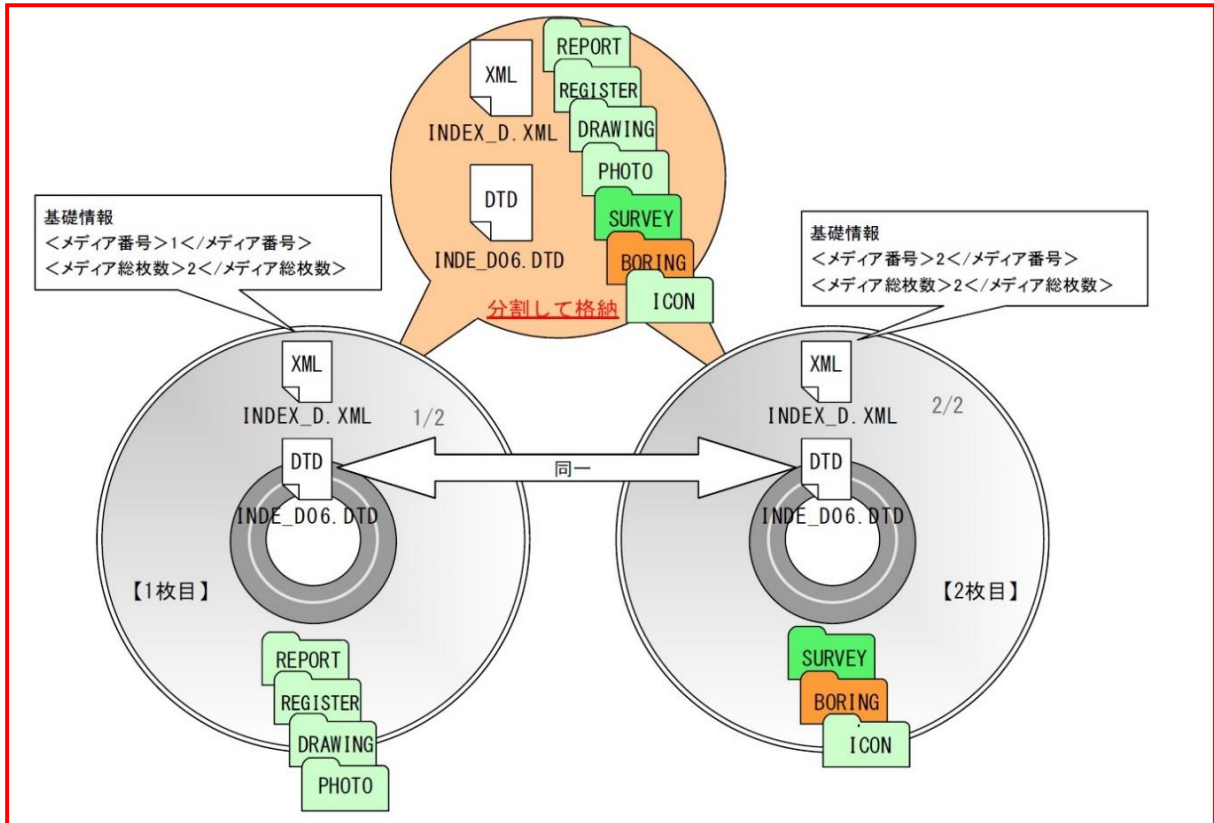 REPORT
XML
REGISTER
INDEX_D.XML
DRAWING
PHOTO
DTD
SURVEY
INDE_D06.DTD
BORING
分割して格納
ICON
基礎情報
<メディア番号>1</メディア番号>
<メディア総枚数>2</メディア総枚数>
基礎情報
<メディア番号>2</メディア番号>
<メディア総枚数>2</メディア総枚数>
XML
INDEX_D.XML
1/2
DTD
INDE_D06.DTD
【1枚目】
REPORT
REGISTER
DRAWING
PHOTO
同一
XML
INDEX_D.XML
2/2
DTD
INDE_D06.DTD
【2枚目】
SURVEY
BORING
ICON